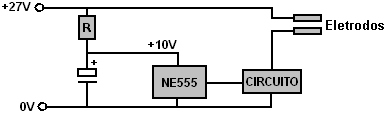 +27V
R
+10V
Eletrodos
+
NE555
CIRCUITO
0V